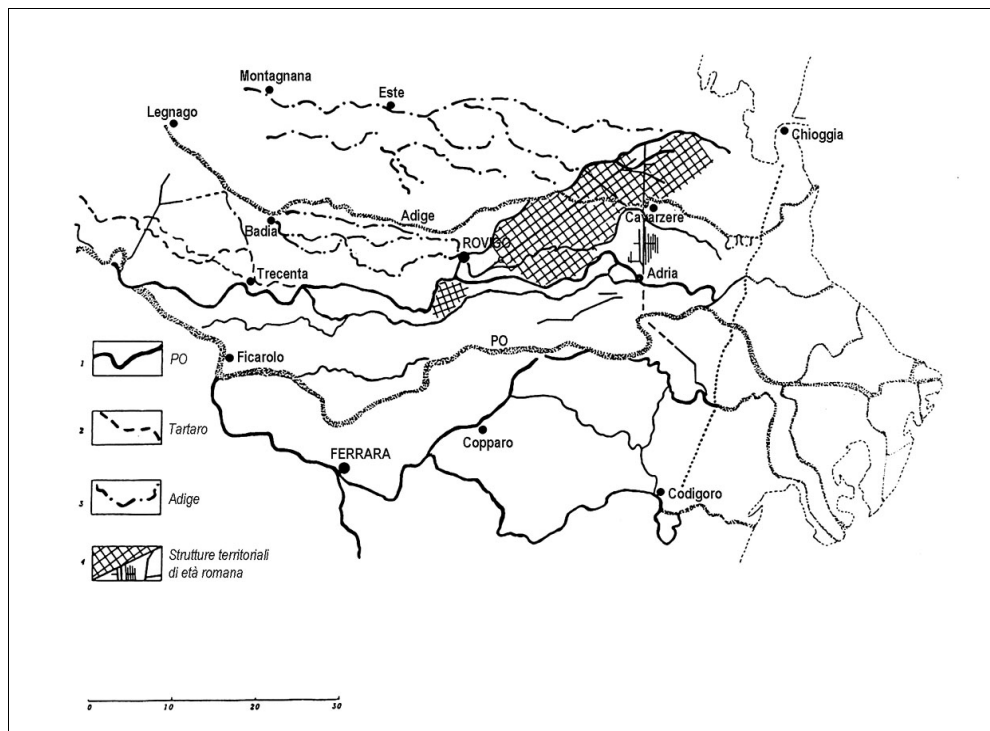 Montagnana
Este
Legnago
Chioggia
Adige
Cavarzere
Badia
ROVIGO
Trecenta
Adria
PO
Ficarolo
1 PO
Copparo
2 Tartaro
FERRARA
3 Adige
Codigoro
4 Strutture territoriali
di età romana
0 10 20 30